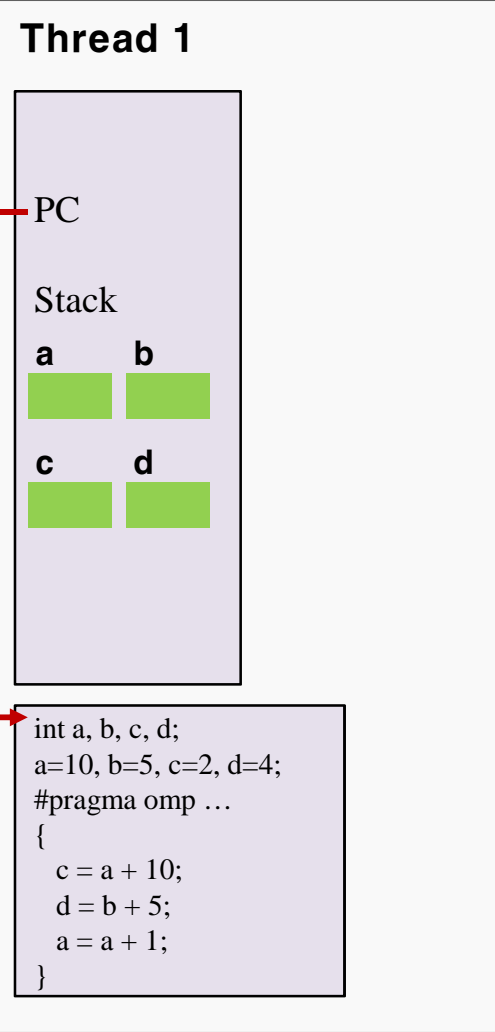 Thread 1
PC
Stack
a b
c d
int a, b, c, d;
a=10, b=5, c=2, d=4;
#pragma omp …
{
c = a + 10;
d = b + 5;
a = a + 1;
}